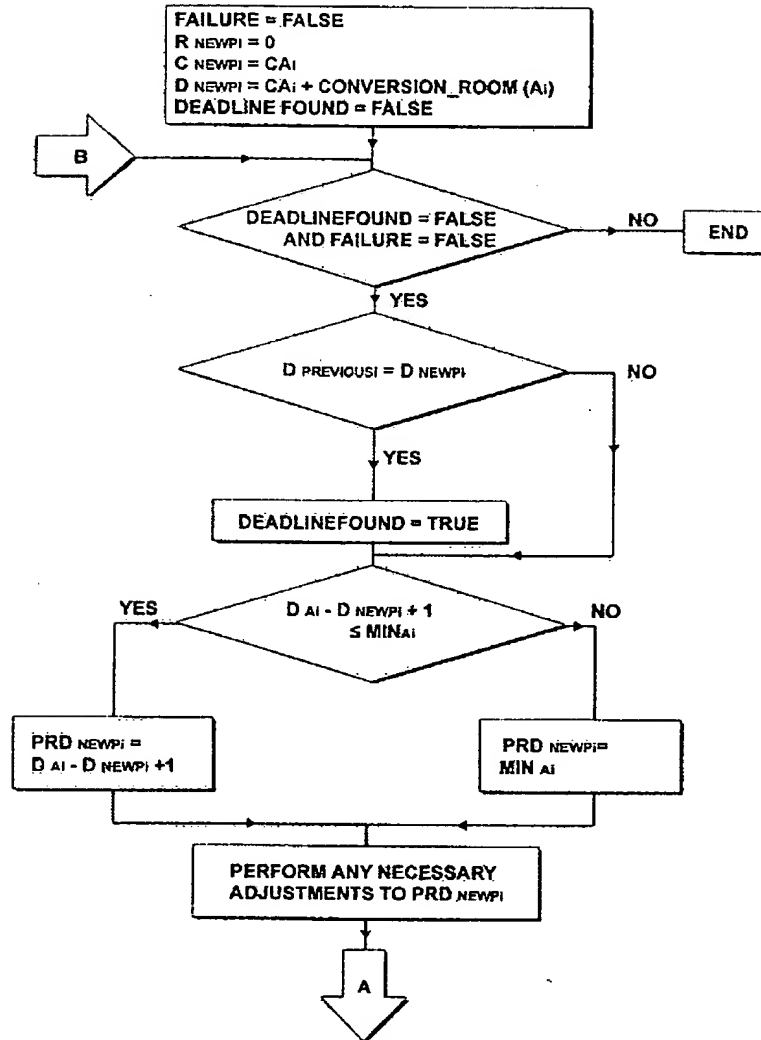 FAILURE = FALSE
R NEWPi = 0
C NEWPi = CAi
D NEWPi = CAi + CONVERSION_ROOM (Ai)
DEADLINE FOUND = FALSE
B
DEADLINEFOUND = FALSE
AND FAILURE = FALSE
NO
END
YES
D PREVIOUSi = D NEWPi
NO
YES
DEADLINEFOUND = TRUE
YES
D Ai - D NEWPi + 1
≤ MINAi
NO
PRD NEWPi =
D Ai - D NEWPi +1
PRD NEWPi=
MIN Ai
PERFORM ANY NECESSARY
ADJUSTMENTS TO PRD NEWPi
A